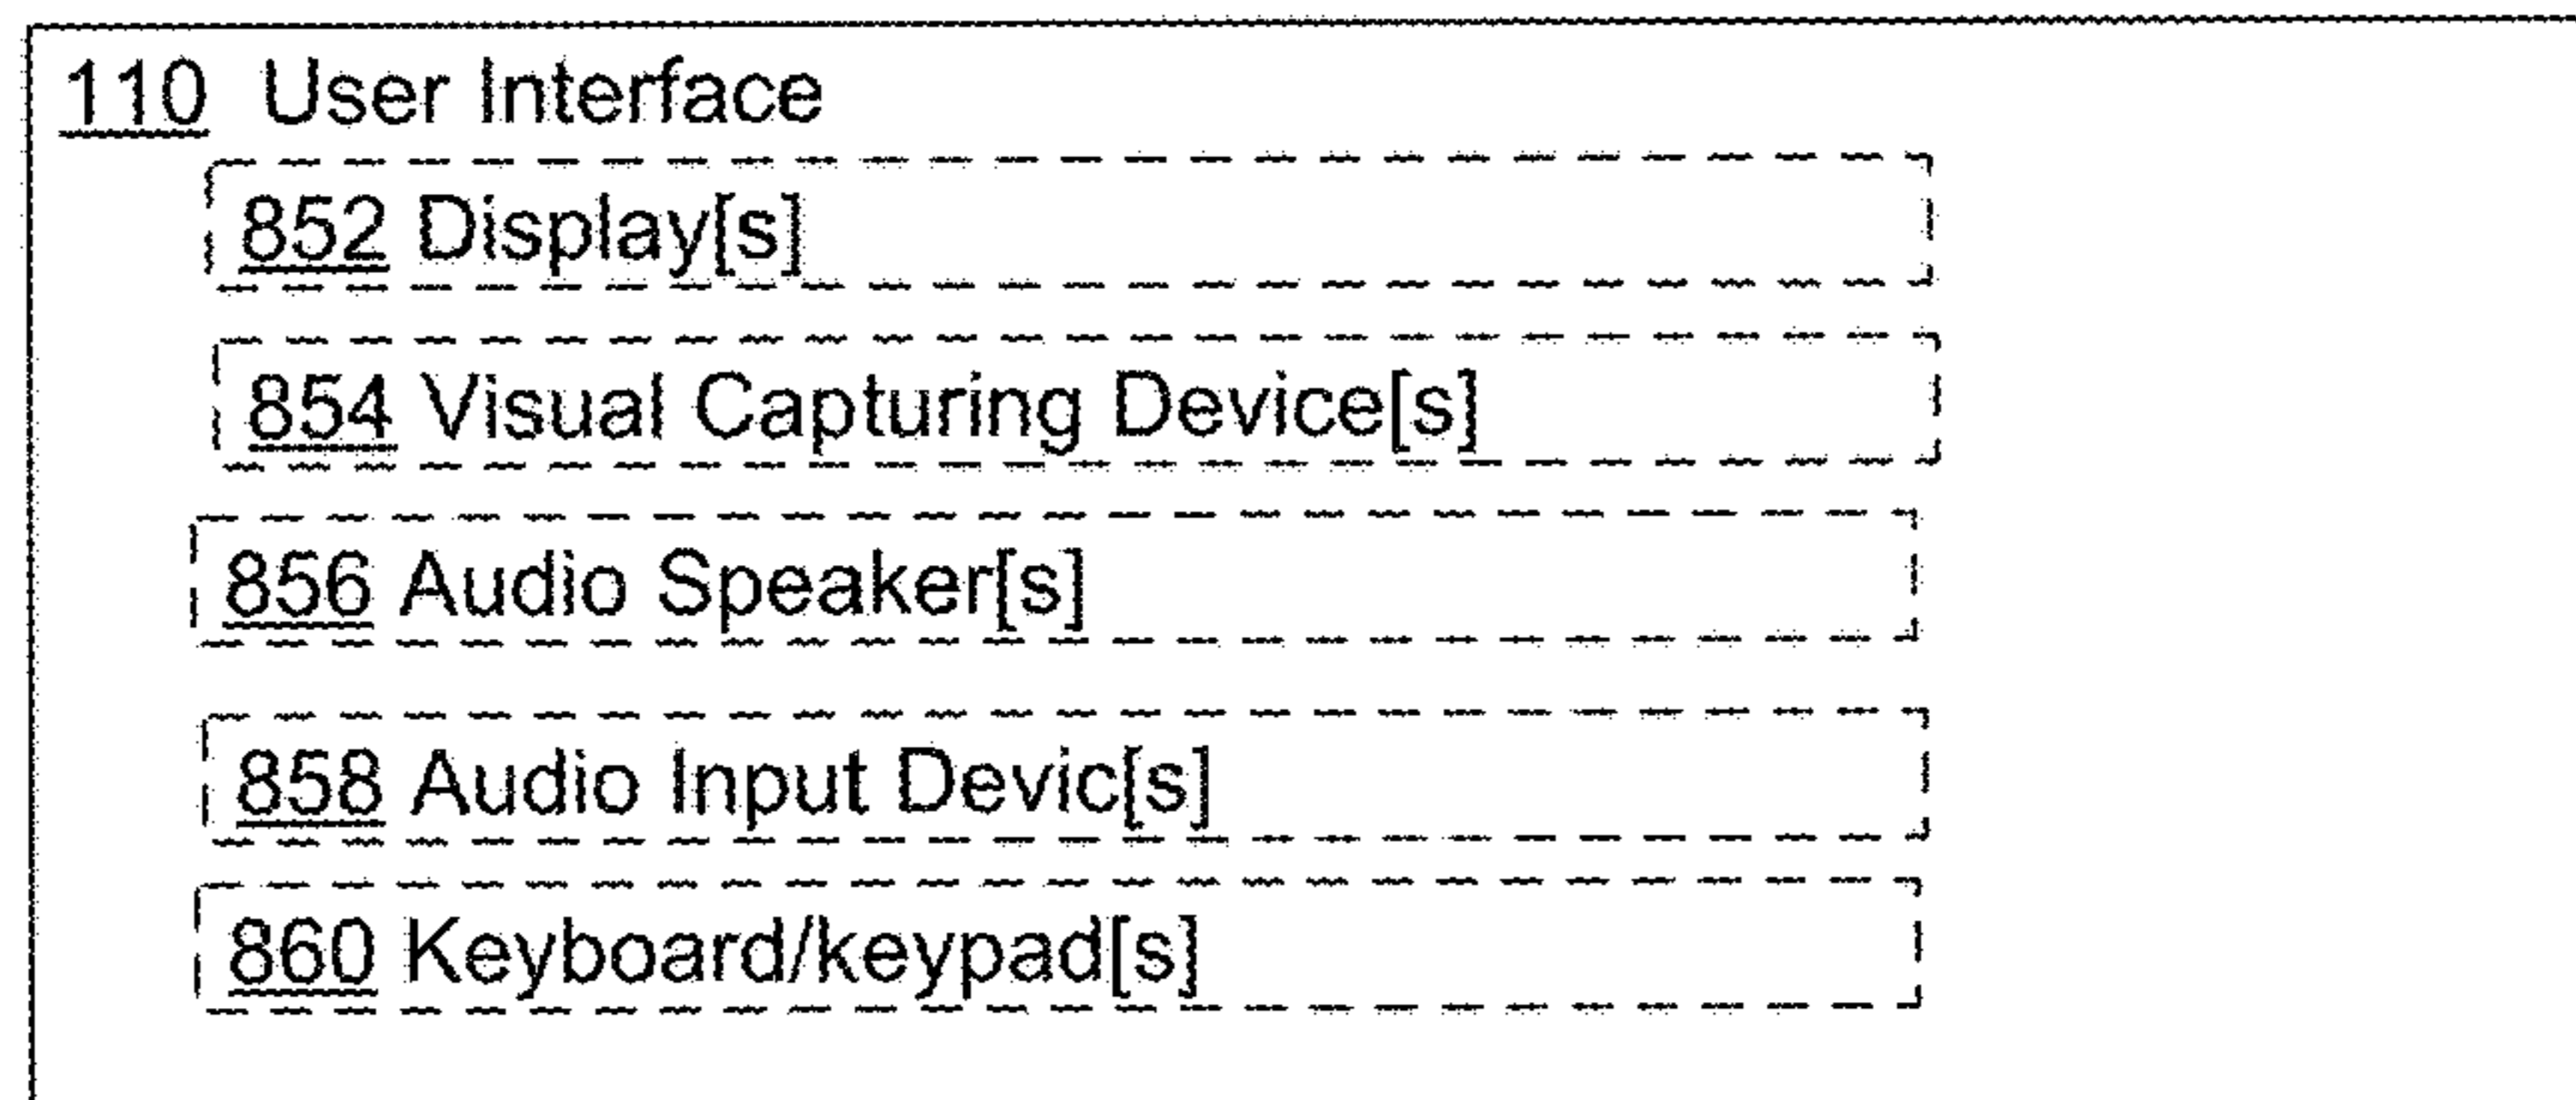 110 User Interface
852 Display[s]
854 Visual Capturing Device[s]
856 Audio Speaker[s]
858 Audio Input Devic[s]
860 Keyboard/keypad[s]